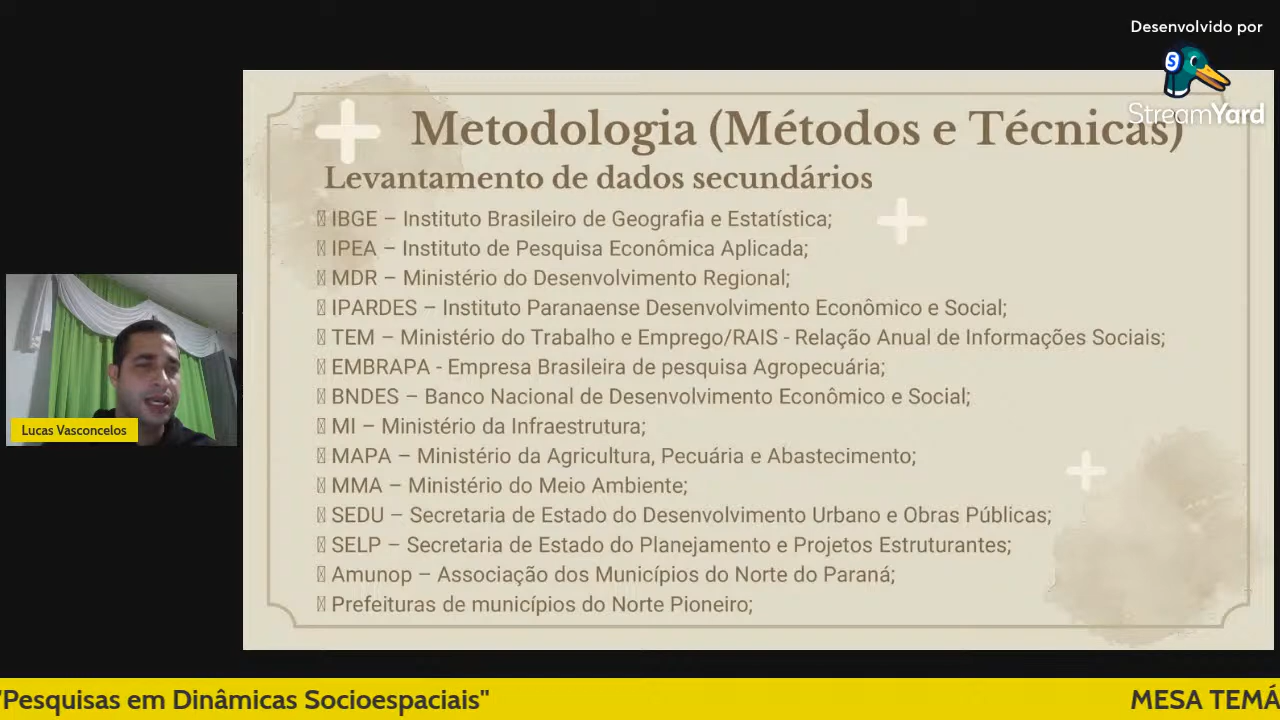 Desenvolvido por
StreamYard
Metodologia (Métodos e Técnicas)
Levantamento de dados secundários
IBGE – Instituto Brasileiro de Geografia e Estatística;
IPEA – Instituto de Pesquisa Econômica Aplicada;
MDR – Ministério do Desenvolvimento Regional;
IPARDES – Instituto Paranaense Desenvolvimento Econômico e Social;
TEM – Ministério do Trabalho e Emprego/RAIS - Relação Anual de Informações Sociais;
EMBRAPA - Empresa Brasileira de pesquisa Agropecuária;
BNDES – Banco Nacional de Desenvolvimento Econômico e Social;
MI – Ministério da Infraestrutura;
MAPA – Ministério da Agricultura, Pecuária e Abastecimento;
MMA – Ministério do Meio Ambiente;
SEDU – Secretaria de Estado do Desenvolvimento Urbano e Obras Públicas;
SELP – Secretaria de Estado do Planejamento e Projetos Estruturantes;
Amunop – Associação dos Municípios do Norte do Paraná;
Prefeituras de municípios do Norte Pioneiro;
Lucas Vasconcelos
"Pesquisas em Dinâmicas Socioespaciais" MESA TEMÁ